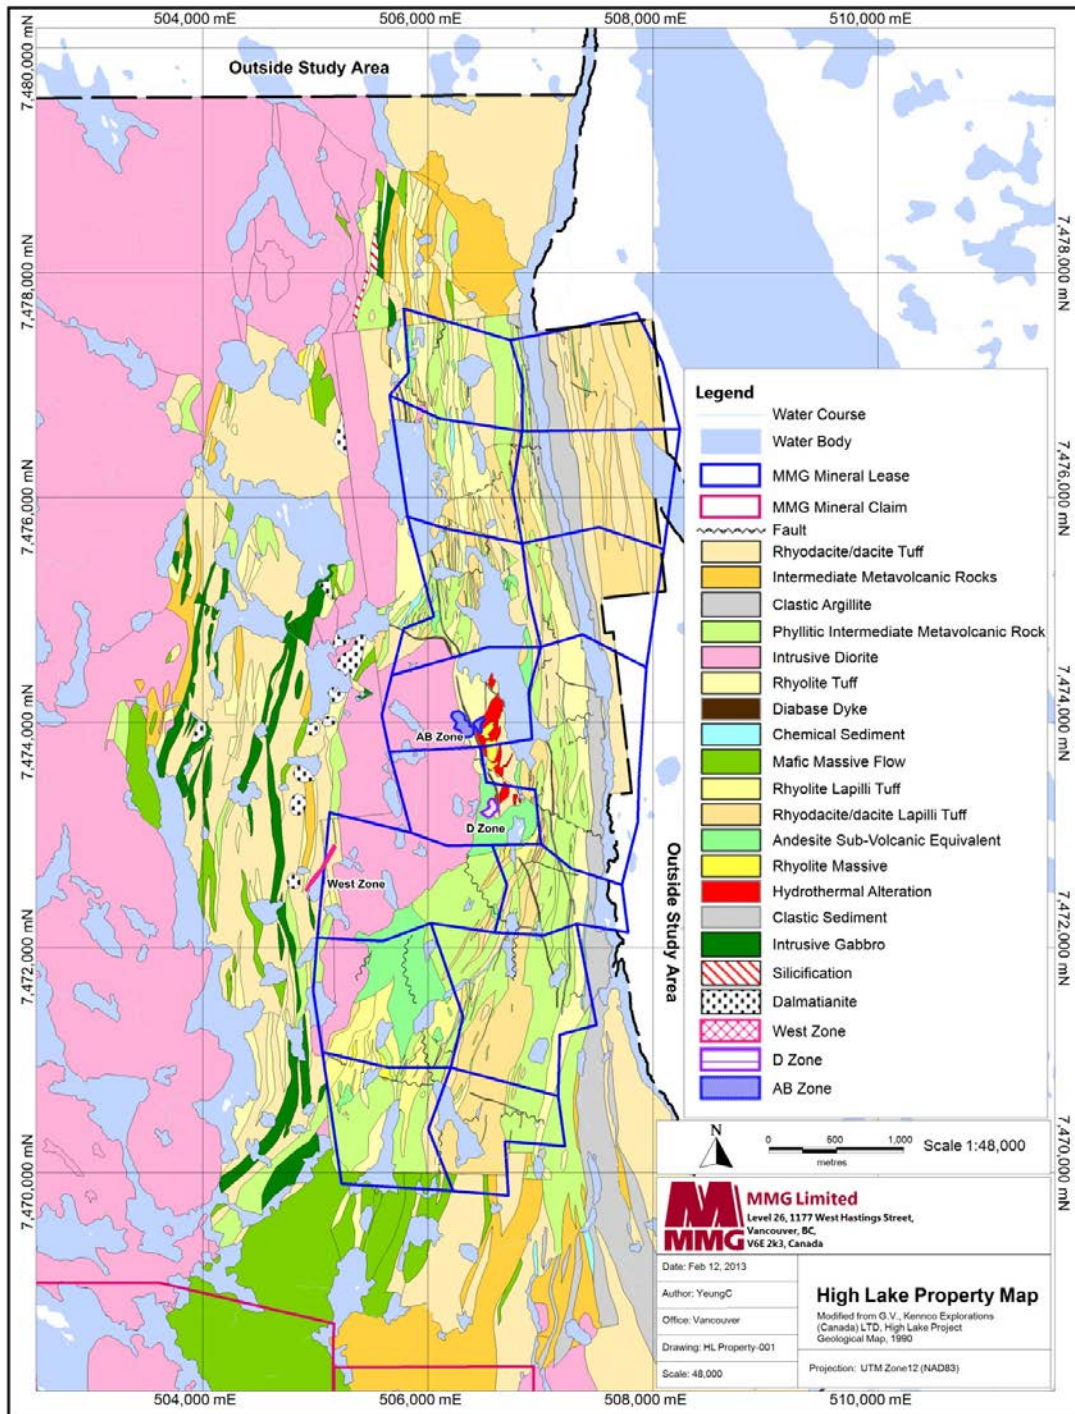 504,000 mE
506,000 mE
508,000 mE
510,000 mE
7,480,000 mN
Outside Study Area
7,478,000 mN
7,478,000 mN
7,476,000 mN
7,476,000 mN
7,474,000 mN
7,474,000 mN
7,472,000 mN
7,472,000 mN
7,470,000 mN
7,470,000 mN
AB Zone
D Zone
West Zone
Outside Study Area
Legend
Water Course
Water Body
MMG Mineral Lease
MMG Mineral Claim
Fault
Rhyodacite/dacite Tuff
Intermediate Metavolcanic Rocks
Clastic Argillite
Phyllitic Intermediate Metavolcanic Rock
Intrusive Diorite
Rhyolite Tuff
Diabase Dyke
Chemical Sediment
Mafic Massive Flow
Rhyolite Lapilli Tuff
Rhyodacite/dacite Lapilli Tuff
Andesite Sub-Volcanic Equivalent
Rhyolite Massive
Hydrothermal Alteration
Clastic Sediment
Intrusive Gabbro
Silicification
Dalmatianite
West Zone
D Zone
AB Zone
N
0 500 1,000
metres
Scale 1:48,000
MMG
MMG Limited
Level 26, 1177 West Hastings Street,
Vancouver, BC,
V6E 2k3, Canada
Date: Feb 12, 2013
Author: YeungC
Office: Vancouver
Drawing: HL Property-001
Scale: 48,000
High Lake Property Map
Modified from G.V., Kennco Explorations
(Canada) LTD, High Lake Project
Geological Map, 1990
Projection: UTM Zone12 (NAD83)
504,000 mE
506,000 mE
508,000 mE
510,000 mE